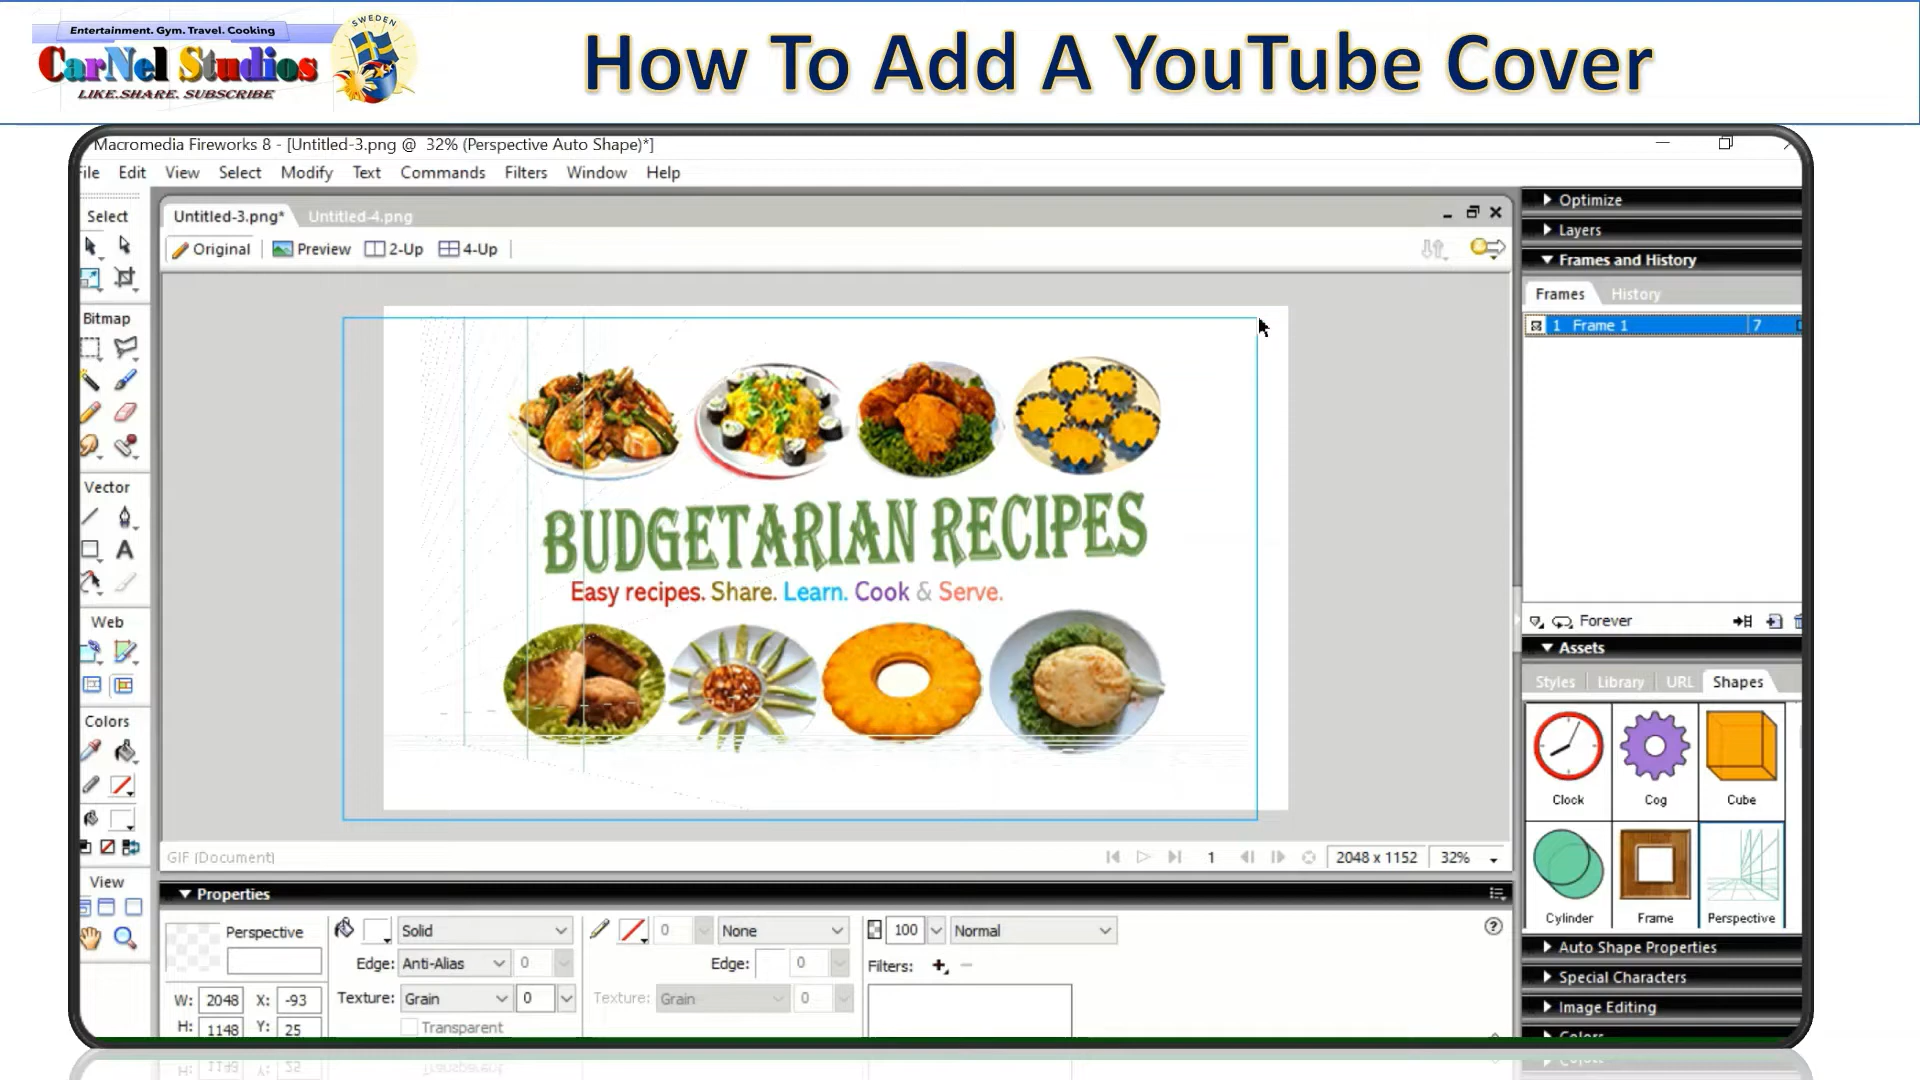 Entertainment. Gym. Travel. Cooking
CarNel Studios
LIKE.SHARE. SUBSCRIBE
SWEDEN
How To Add A YouTube Cover
Macromedia Fireworks 8 - [Untitled-3.png @ 32% (Perspective Auto Shape)*]
ile Edit View Select Modify Text Commands Filters Window Help
Select
Untitled-3.png* Untitled-4.png
Original Preview 2-Up 4-Up
Bitmap
Vector
Web
Colors
View
BUDGETARIAN RECIPES
Easy recipes. Share. Learn. Cook & Serve.
GIF (Document)
1 2048 x 1152 32%
Optimize
Layers
Frames and History
Frames History
1 Frame 1 7
Forever
Assets
Styles Library URL Shapes
Clock Cog Cube
Cylinder Frame Perspective
Auto Shape Properties
Special Characters
Image Editing
Colors
Properties
Perspective Solid 0 None 100 Normal
Edge: Anti-Alias 0 Edge: 0 Filters:
W: 2048 X: -93 Texture: Grain 0 Texture: Grain 0
H: 1148 Y: 25 Transparent